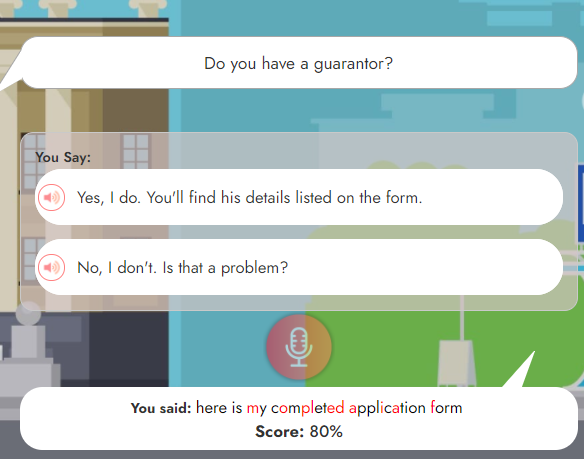 Do you have a guarantor?
You Say:
Yes, I do. You'll find his details listed on the form.
No, I don't. Is that a problem?
You said: here is my completed application form
Score: 80%